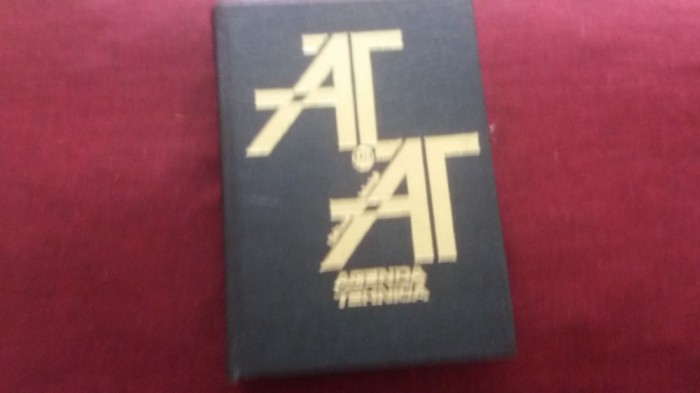 AT
AT
AGENDA
TEHNICA